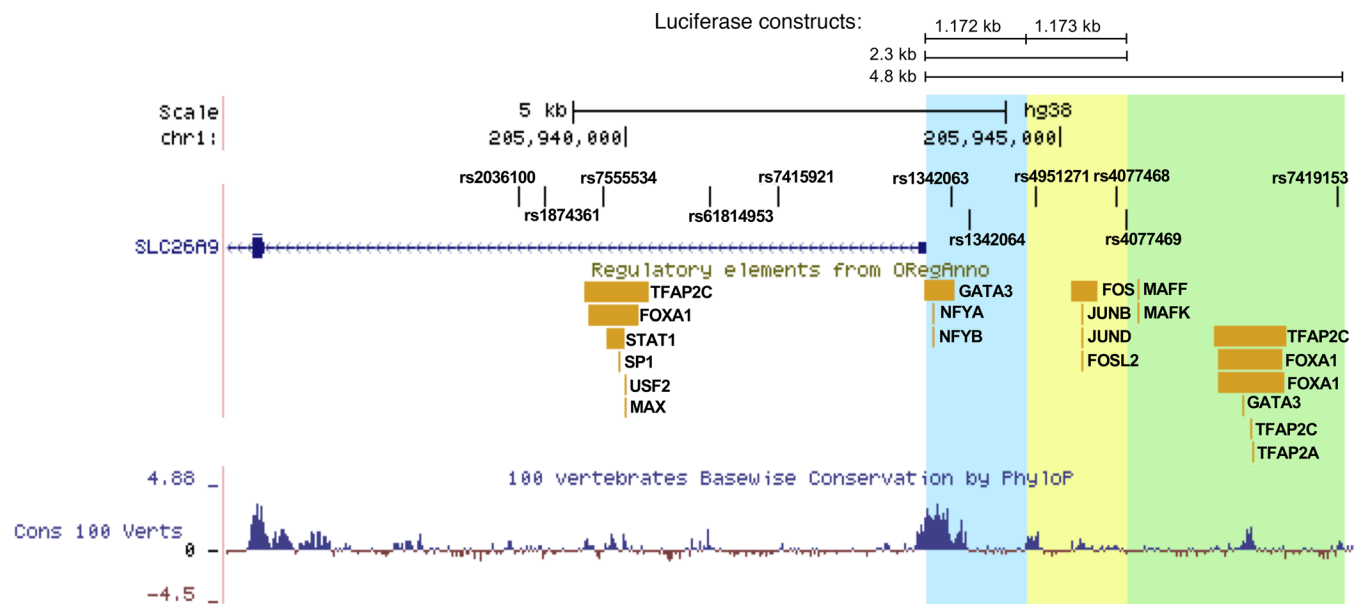 Luciferase constructs:
1.172 kb 1.173 kb
2.3 kb
4.8 kb
Scale 5 kb hg38
chr1: 205,940,000 205,945,000
rs2036100 rs7555534 rs7415921 rs1342063 rs4951271 rs4077468 rs7419153
rs1874361 rs61814953 rs1342064 rs4077469
SLC26A9
Regulatory elements from ORegAnno
TFAP2C GATA3 FOS MAFF
FOXA1 NFYA JUNB MAFK
STAT1 NFYB JUND TFAP2C
SP1 FOSL2 FOXA1
USF2 FOXA1
MAX GATA3
TFAP2C
TFAP2A
4.88 100 vertebrates Basewise Conservation by PhyloP
Cons 100 Verts
0
-4.5